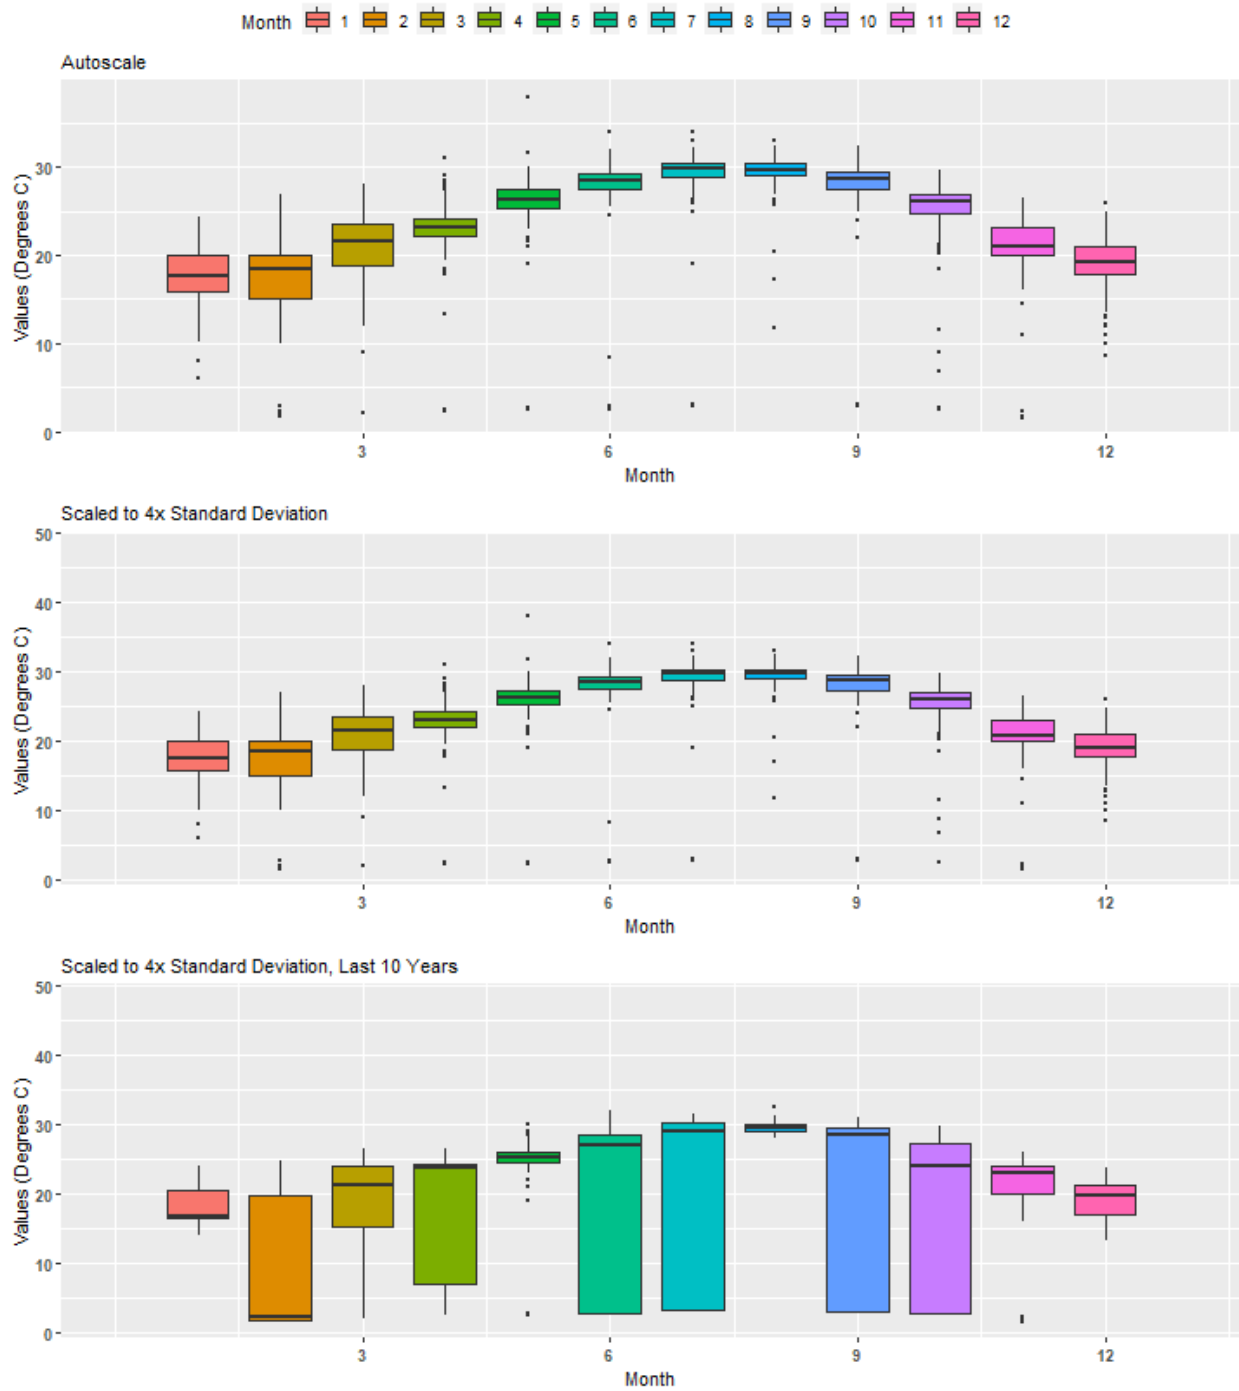 Month 1 2 3 4 5 6 7 8 9 10 11 12
Autoscale
Values (Degrees C)
30
20
10
0
3 6 9 12
Month
Scaled to 4x Standard Deviation
Values (Degrees C)
50
40
30
20
10
0
3 6 9 12
Month
Scaled to 4x Standard Deviation, Last 10 Years
Values (Degrees C)
50
40
30
20
10
0
3 6 9 12
Month